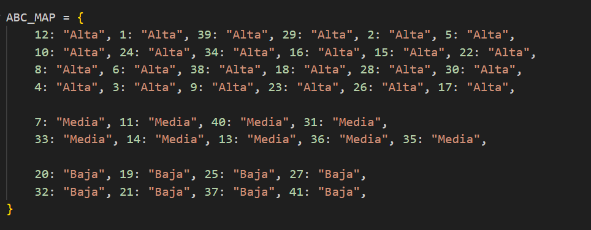 ABC_MAP = {
    12: "Alta", 1: "Alta", 39: "Alta", 29: "Alta", 2: "Alta", 5: "Alta",
    10: "Alta", 24: "Alta", 34: "Alta", 16: "Alta", 15: "Alta", 22: "Alta",
    8: "Alta", 6: "Alta", 38: "Alta", 18: "Alta", 28: "Alta", 30: "Alta",
    4: "Alta", 3: "Alta", 9: "Alta", 23: "Alta", 26: "Alta", 17: "Alta",

    7: "Media", 11: "Media", 40: "Media", 31: "Media",
    33: "Media", 14: "Media", 13: "Media", 36: "Media", 35: "Media",

    20: "Baja", 19: "Baja", 25: "Baja", 27: "Baja",
    32: "Baja", 21: "Baja", 37: "Baja", 41: "Baja",
}